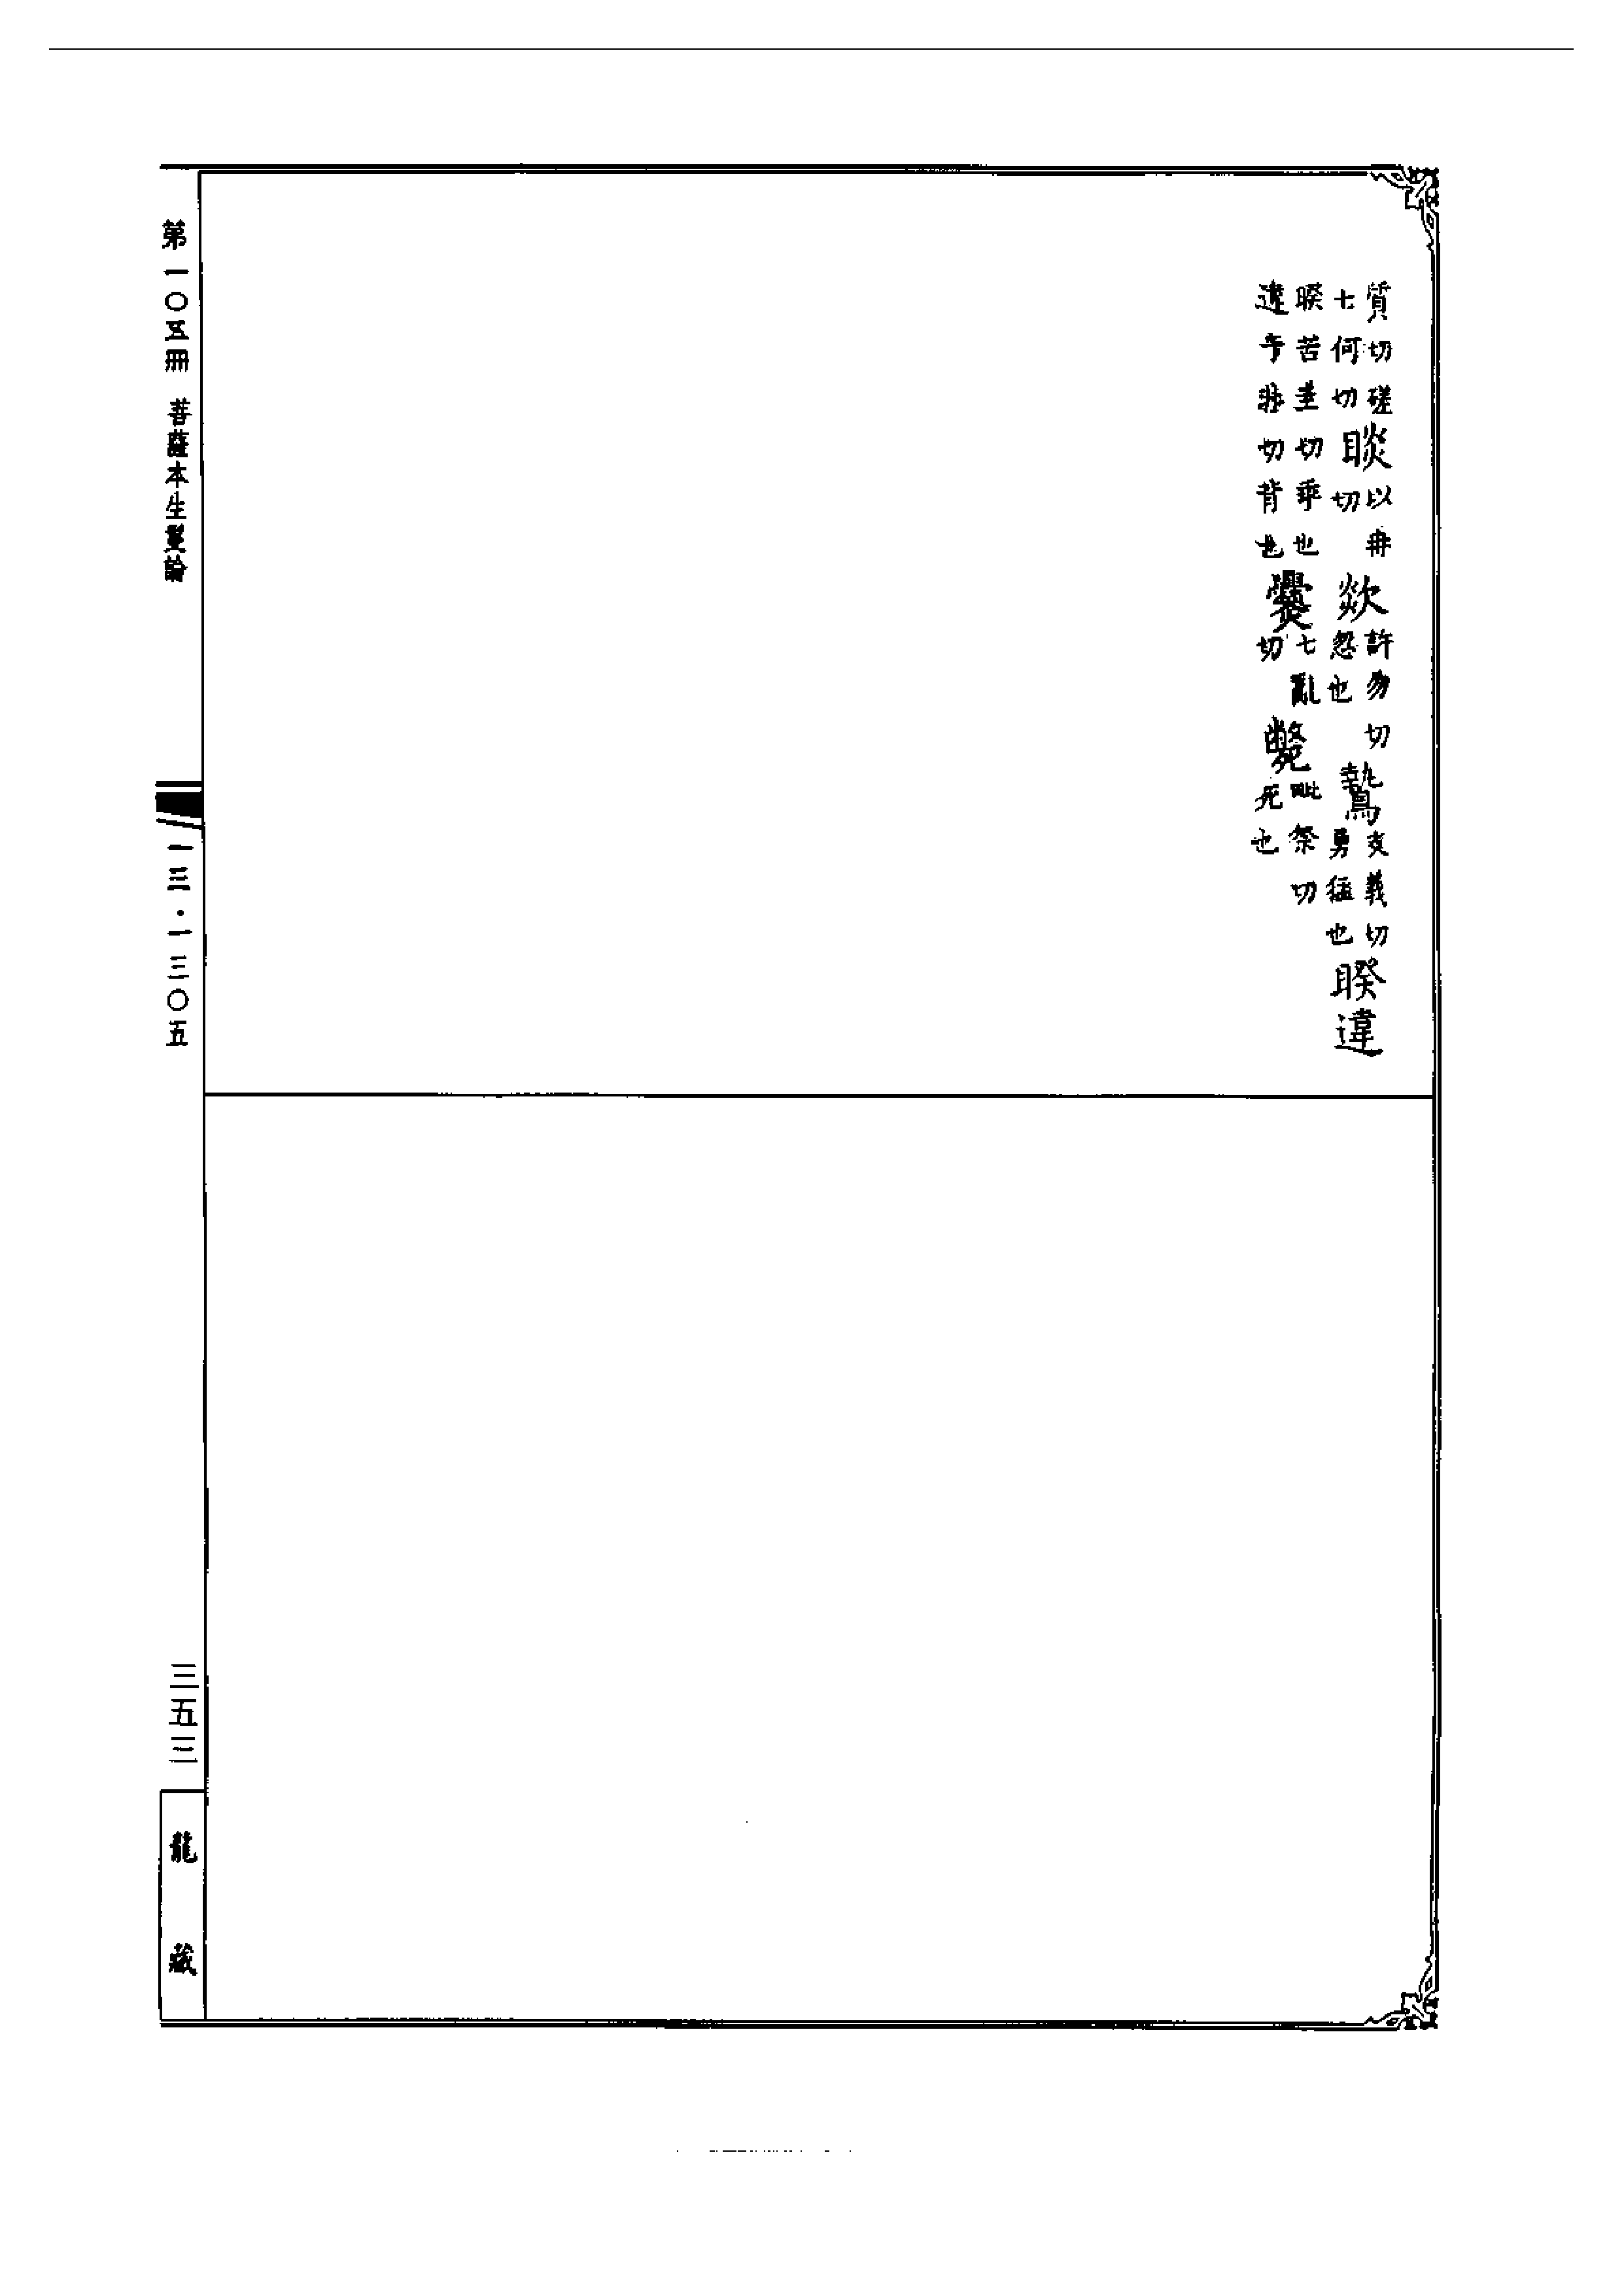 質切磋七何切睒以冉切欻許勿切忽也鷙支義切勇猛也睽違
睽苦圭切乖也違于非切背也爨七亂切斃毗祭切死也
第一〇五冊 菩薩本生鬘論
一三·一三〇五
三五三
龍藏